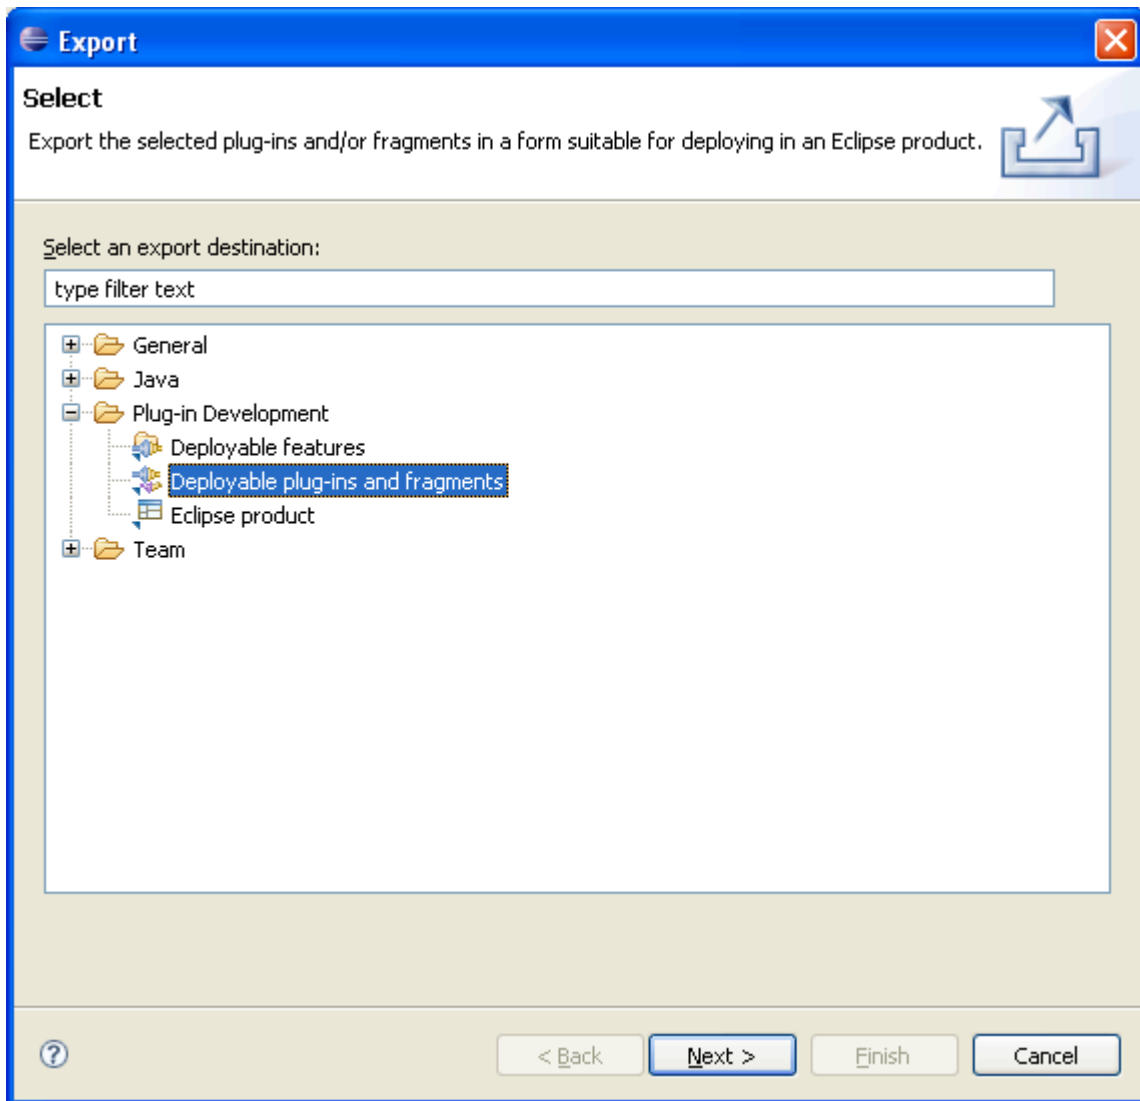 Export
Select
Export the selected plug-ins and/or fragments in a form suitable for deploying in an Eclipse product.
Select an export destination:
type filter text
General
Java
Plug-in Development
Deployable features
Deployable plug-ins and fragments
Eclipse product
Team
< Back Next > Finish Cancel